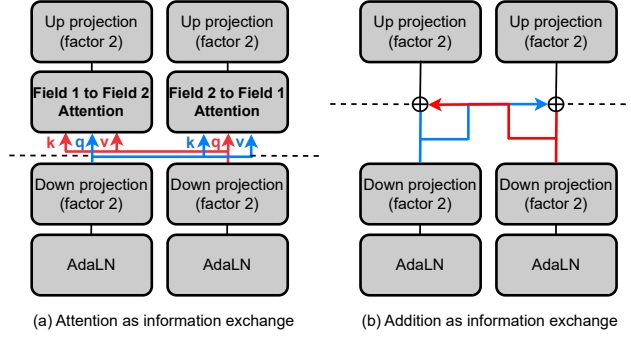 Up projection
(factor 2)
Up projection
(factor 2)
Field 1 to Field 2
Attention
Field 2 to Field 1
Attention
k q v
k q v
Down projection
(factor 2)
Down projection
(factor 2)
AdaLN
AdaLN
(a) Attention as information exchange
Up projection
(factor 2)
Up projection
(factor 2)
Down projection
(factor 2)
Down projection
(factor 2)
AdaLN
AdaLN
(b) Addition as information exchange